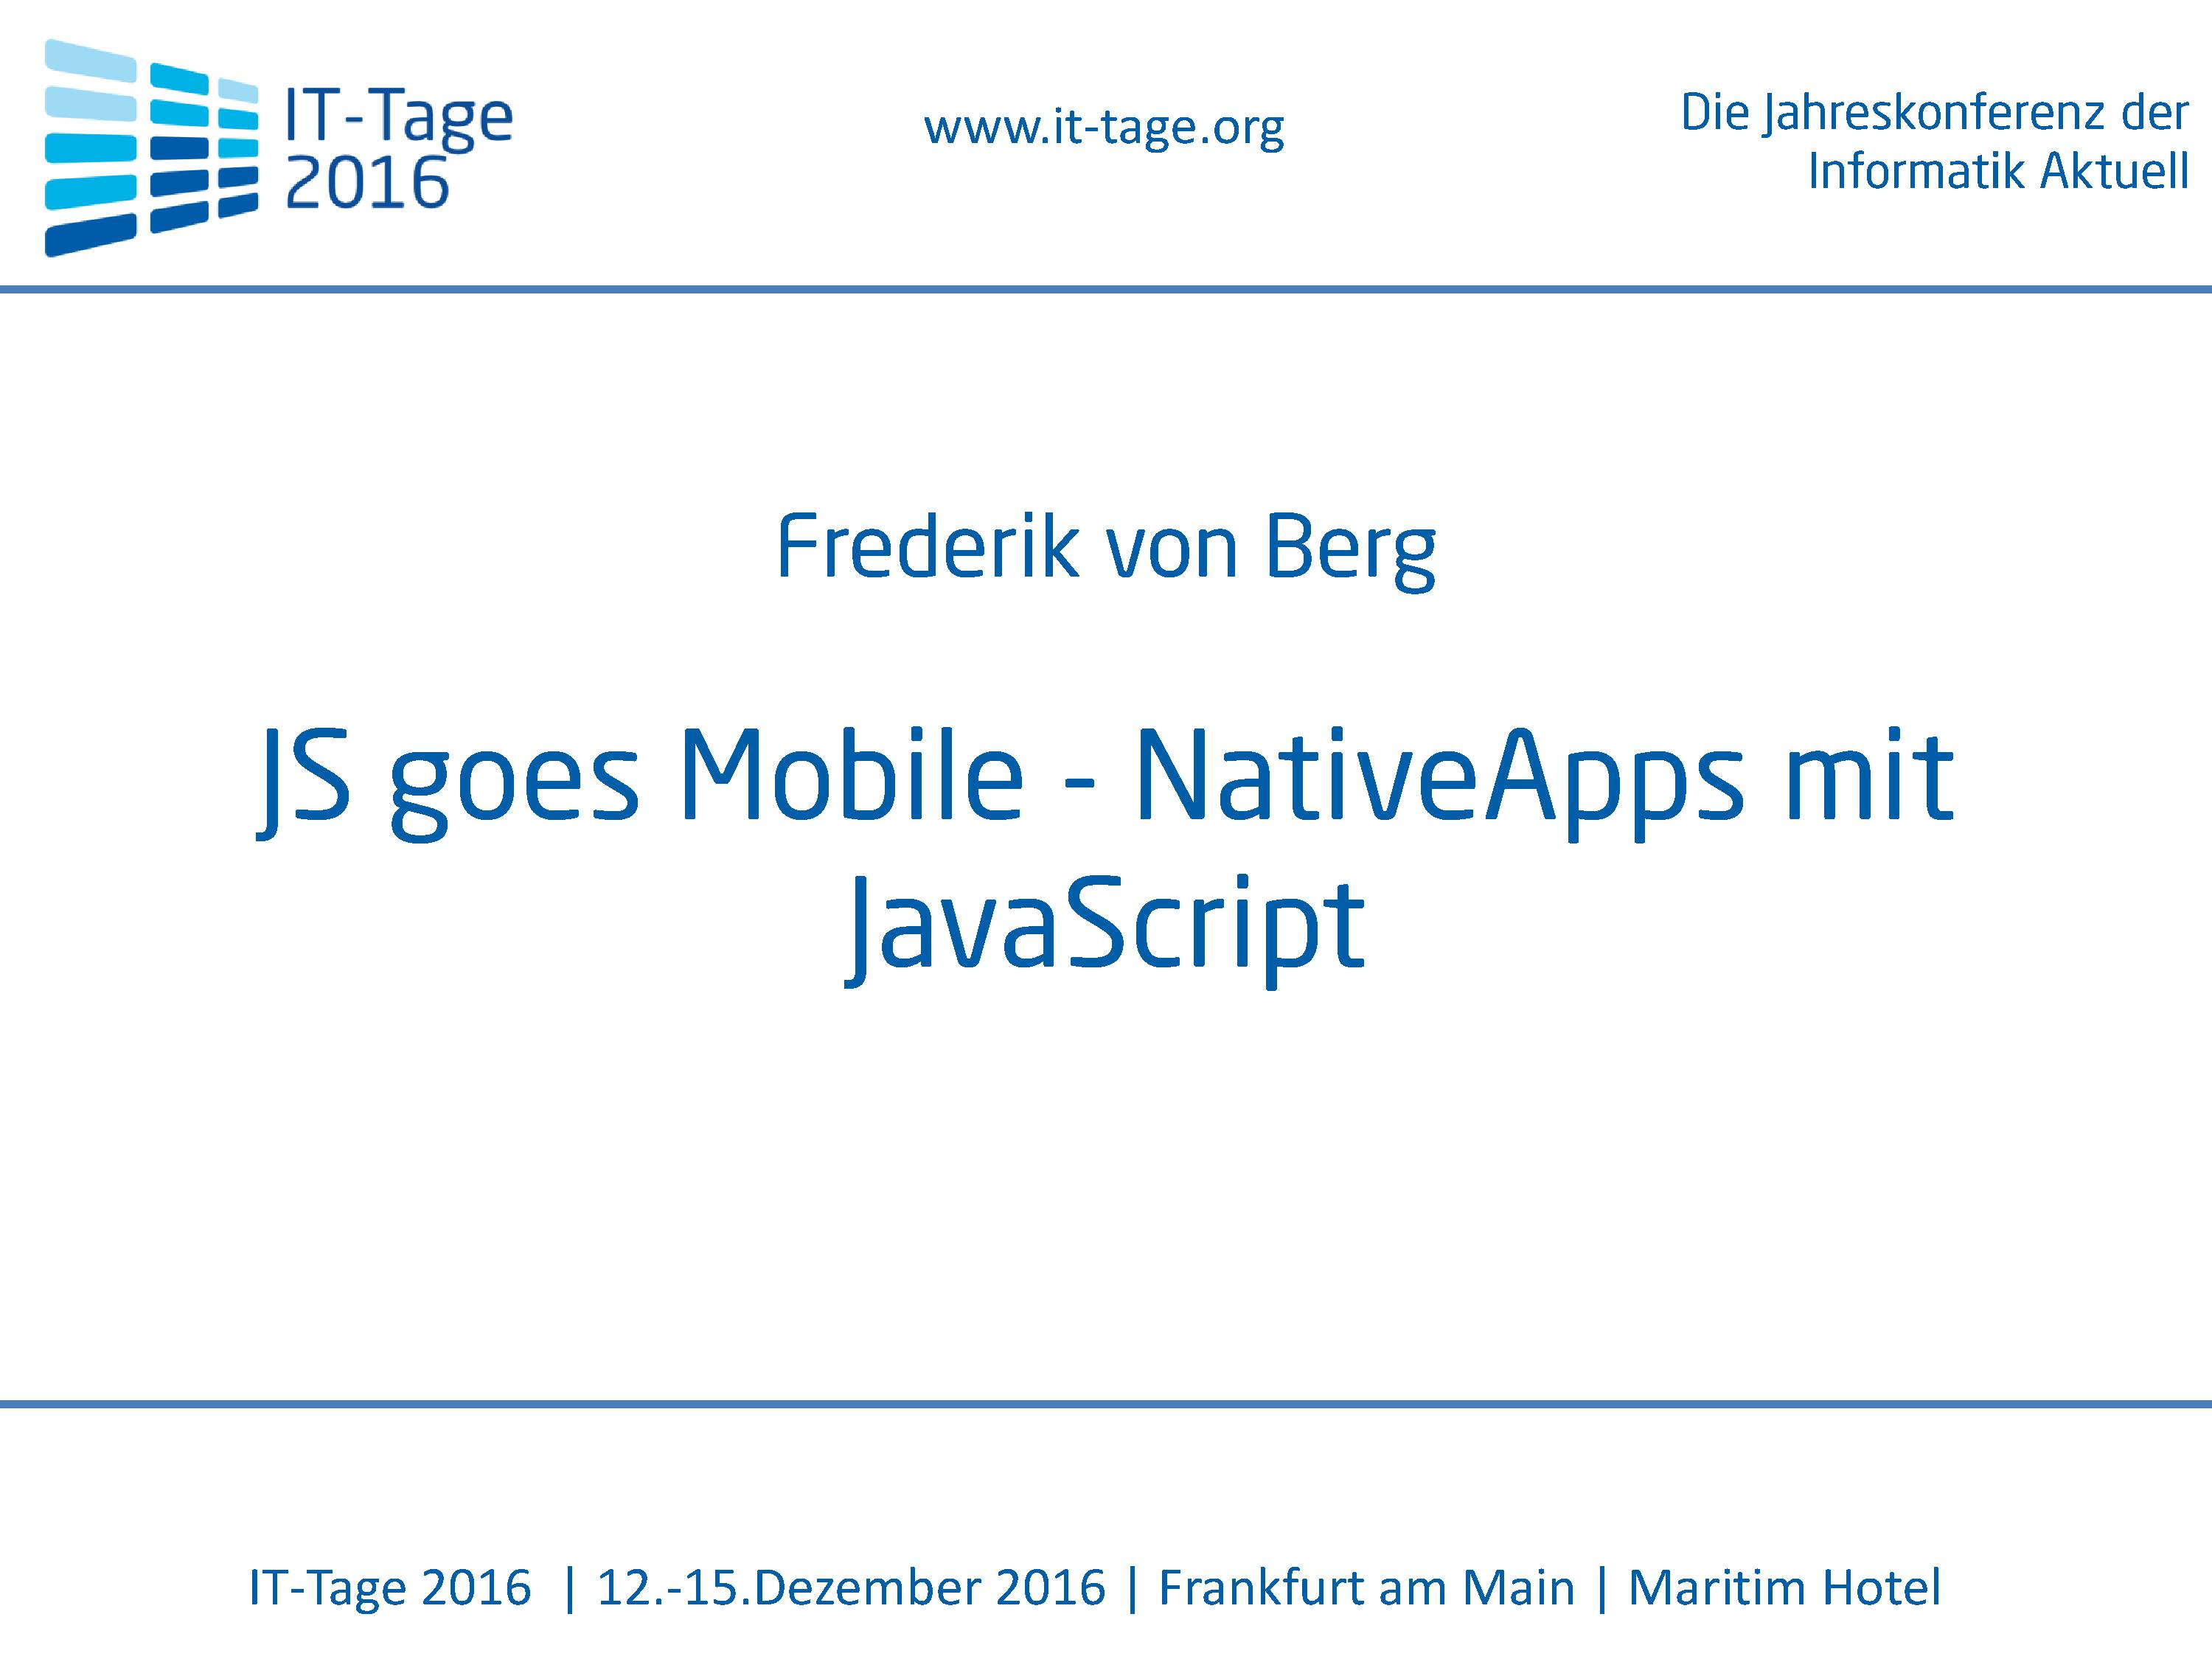 IT-Tage
2016
www.it-tage.org
Die Jahreskonferenz der
Informatik Aktuell
Frederik von Berg
JS goes Mobile - NativeApps mit
JavaScript
IT-Tage 2016 | 12.-15.Dezember 2016 | Frankfurt am Main | Maritim Hotel